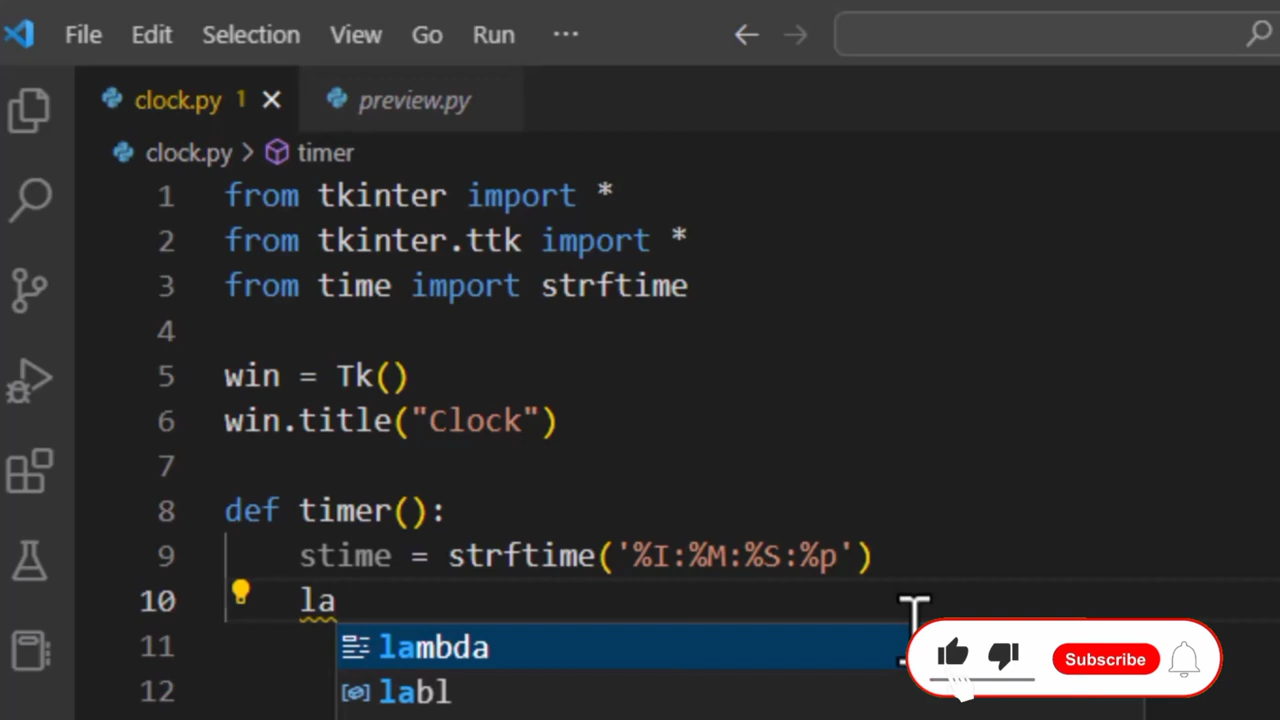 File Edit Selection View Go Run ...
clock.py 1 preview.py
clock.py > timer
1 from tkinter import *
2 from tkinter.ttk import *
3 from time import strftime
4
5 win = Tk()
6 win.title("Clock")
7
8 def timer():
9 stime = strftime('%I:%M:%S:%p')
10 la
11 lambda
12 labl
Subscribe